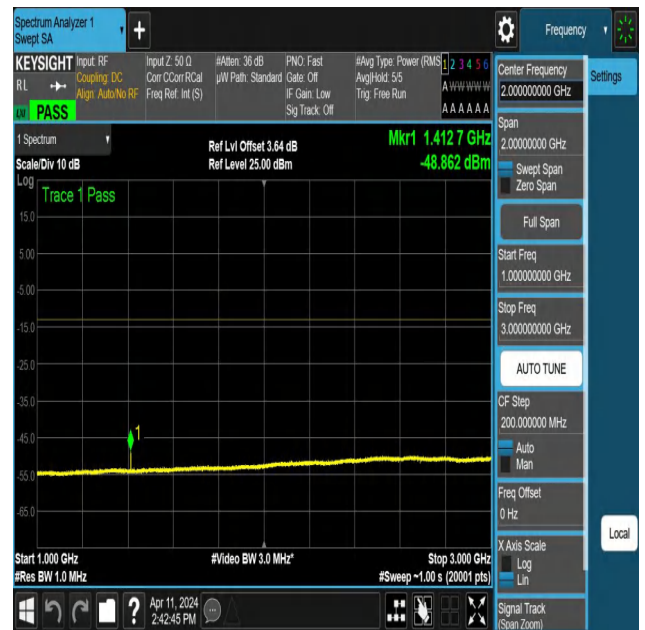 Spectrum Analyzer 1
Swept SA
+
Frequency
KEYSIGHT
Input: RF
Input Z: 50 Ω
#Atten: 36 dB
PNO: Fast
#Avg Type: Power (RMS
1 2 3 4 5 6
RL
Coupling: DC
Corr CCorr RCal
µW Path: Standard
Gate: Off
Avg|Hold: 5/5
A W W W W W
Align: Auto/No RF
Freq Ref: Int (S)
IF Gain: Low
Trig: Free Run
Sig Track: Off
A A A A A A
LXI
PASS
1 Spectrum
Ref Lvl Offset 3.64 dB
Mkr1 1.412 7 GHz
Scale/Div 10 dB
Ref Level 25.00 dBm
-48.862 dBm
Log
Trace 1 Pass
15.0
5.00
-5.00
-15.0
-25.0
-35.0
-45.0
1
-55.0
-65.0
Start 1.000 GHz
#Video BW 3.0 MHz*
Stop 3.000 GHz
#Res BW 1.0 MHz
#Sweep ~1.00 s (20001 pts)
Center Frequency
2.000000000 GHz
Settings
Span
2.00000000 GHz
Swept Span
Zero Span
Full Span
Start Freq
1.000000000 GHz
Stop Freq
3.000000000 GHz
AUTO TUNE
CF Step
200.000000 MHz
Auto
Man
Freq Offset
0 Hz
X Axis Scale
Log
Lin
Local
Signal Track
(Span Zoom)
?
Apr 11, 2024
2:42:45 PM